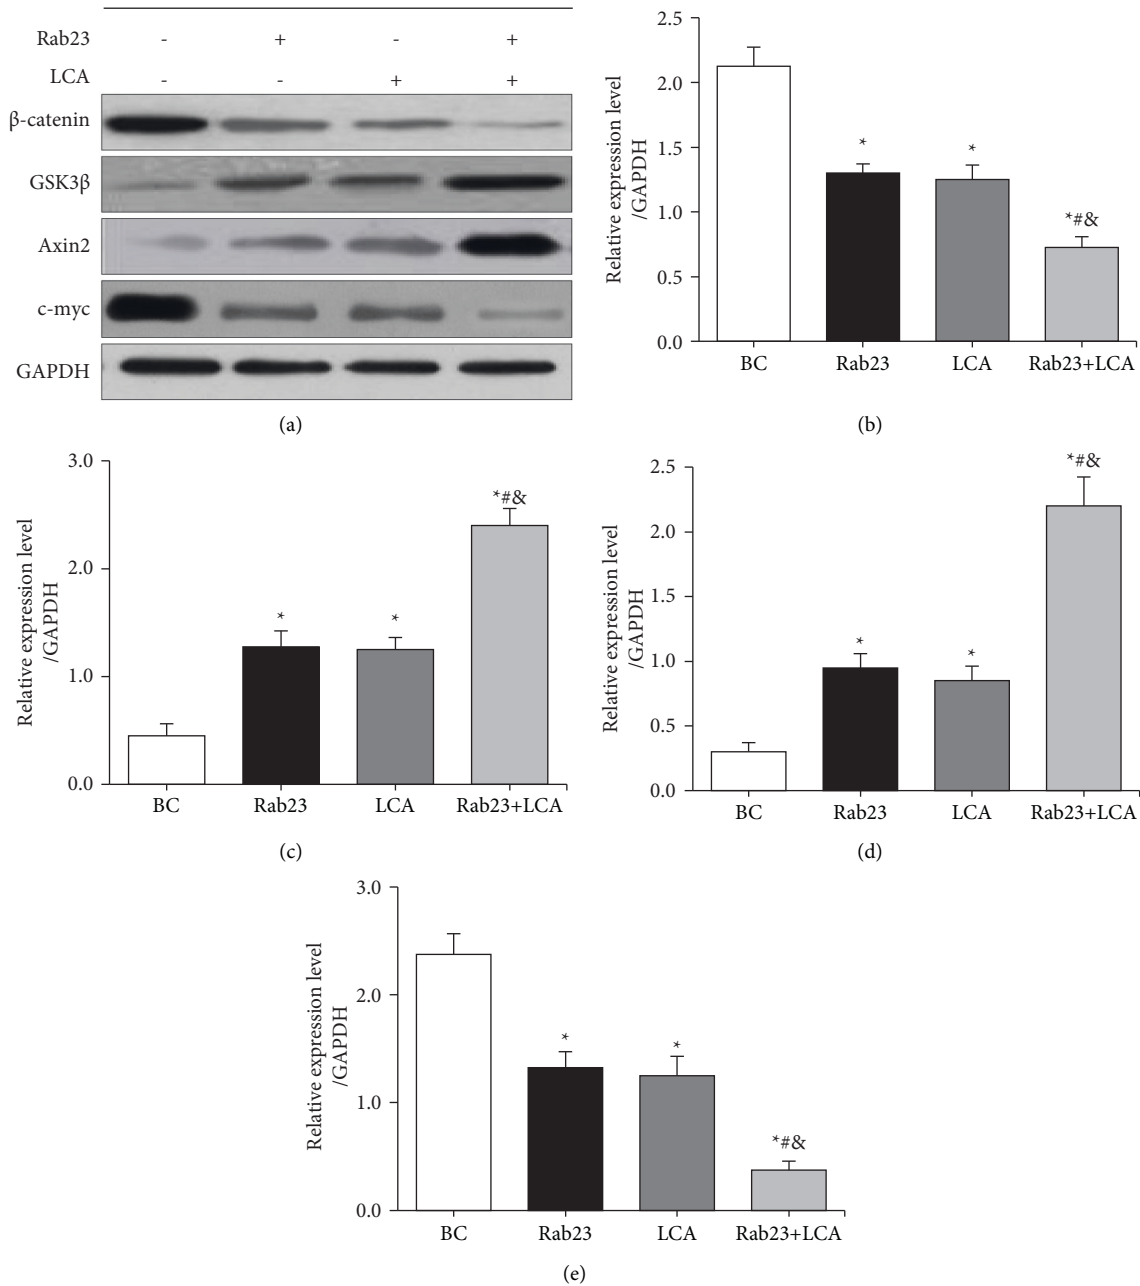 Rab23 - + - +
LCA - - + +
β-catenin
GSK3β
Axin2
c-myc
GAPDH
(a)
Relative expression level
/GAPDH
2.5
2.0
1.5
1.0
0.5
0.0
*
*
*#&
BC Rab23 LCA Rab23+LCA
(b)
Relative expression level
/GAPDH
3.0
2.0
1.0
0.0
*
*
*#&
BC Rab23 LCA Rab23+LCA
(c)
Relative expression level
/GAPDH
2.5
2.0
1.5
1.0
0.5
0.0
*
*
*#&
BC Rab23 LCA Rab23+LCA
(d)
Relative expression level
/GAPDH
3.0
2.0
1.0
0.0
*
*
*#&
BC Rab23 LCA Rab23+LCA
(e)